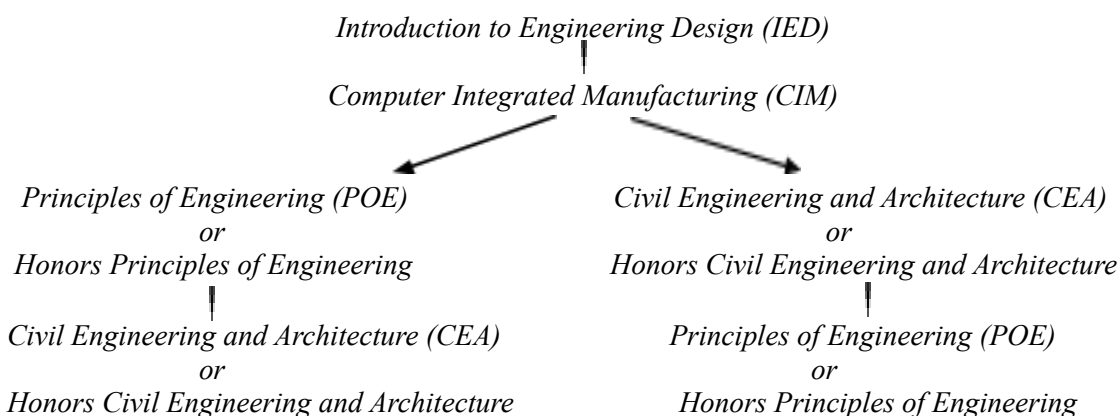 Introduction to Engineering Design (IED)
Computer Integrated Manufacturing (CIM)
Principles of Engineering (POE)
or
Honors Principles of Engineering
Civil Engineering and Architecture (CEA)
or
Honors Civil Engineering and Architecture
Civil Engineering and Architecture (CEA)
or
Honors Civil Engineering and Architecture
Principles of Engineering (POE)
or
Honors Principles of Engineering